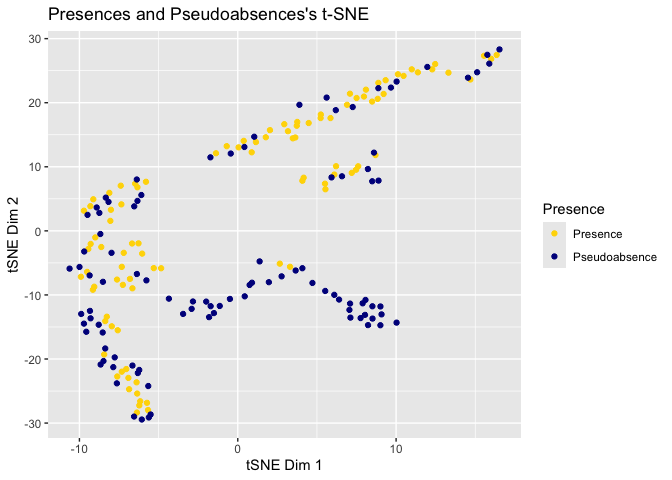 Presences and Pseudoabsences's t-SNE
30
20
10
0
-10
-20
-30
tSNE Dim 2
-10
0
10
tSNE Dim 1
Presence
Presence
Pseudoabsence